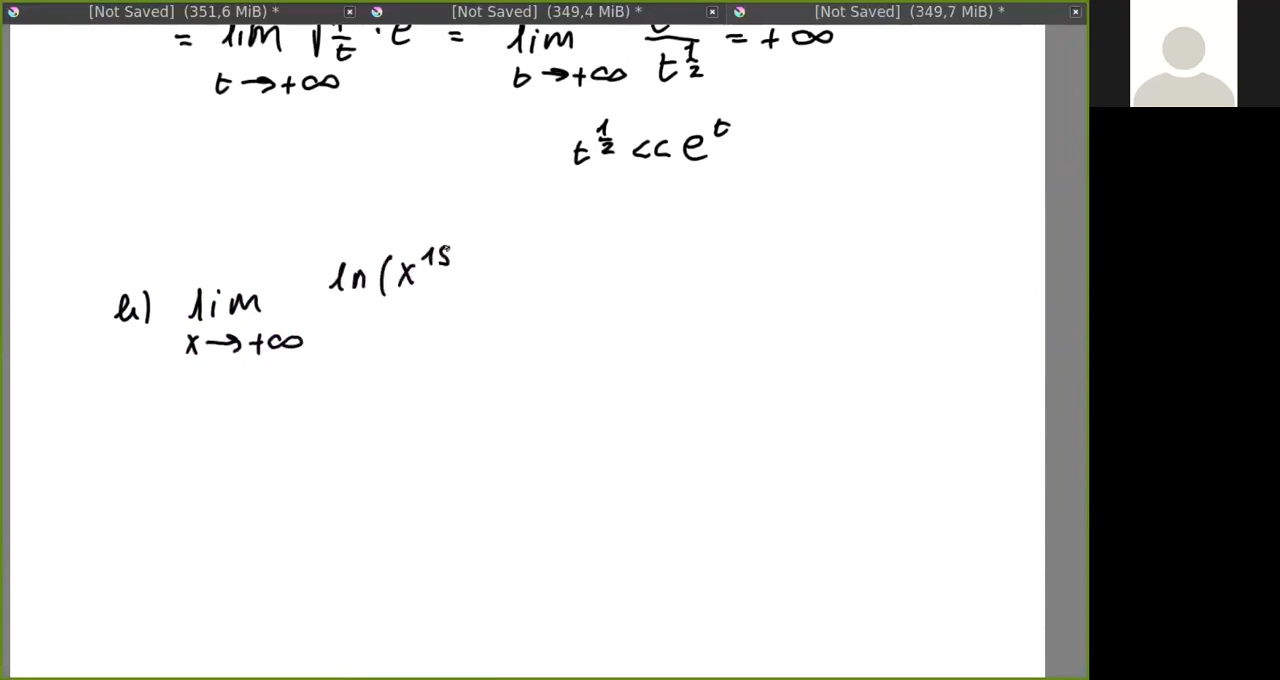 [Not Saved] (351,6 MiB) * [Not Saved] (349,4 MiB) * [Not Saved] (349,7 MiB) *
= lim √1/t · e = lim / t^1/2 = +∞
t→+∞ t→+∞
t^1/2 << e^t
h) lim ln(x^15
x→+∞